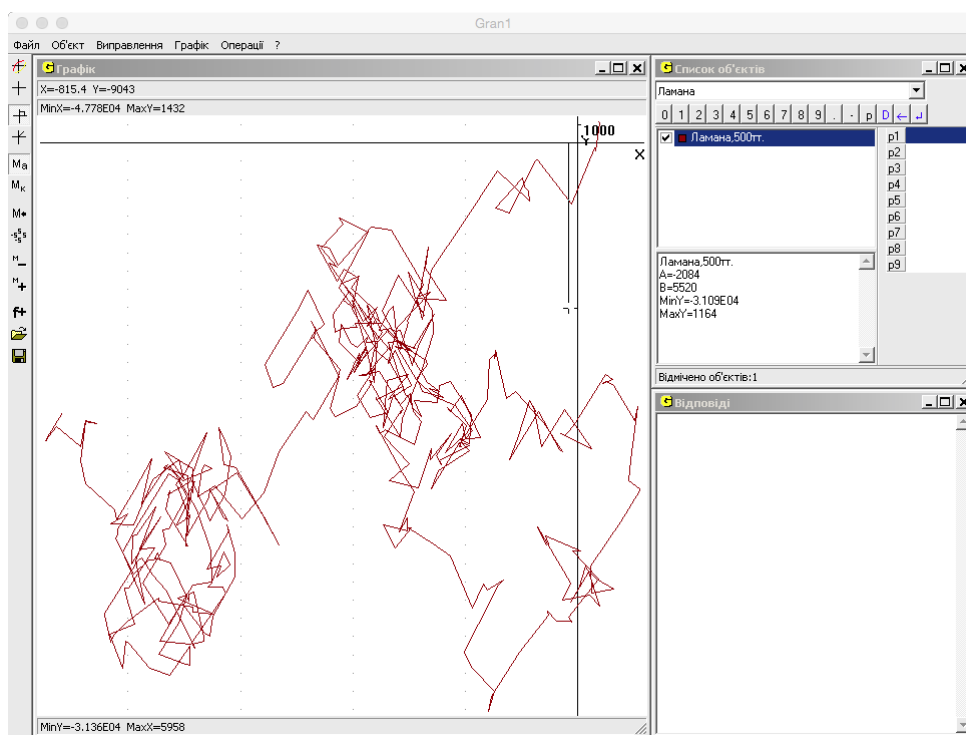 Gran1
Файл Об'єкт Виправлення Графік Операції ?
Графік
X=-815.4 Y=-9043
MinX=-4.778E04 MaxY=1432
1000
Y
X
MinY=-3.136E04 MaxX=5958
Список об'єктів
Ламана
0 1 2 3 4 5 6 7 8 9 . - p D ← ↵
Ламана,500тт.
p1
p2
p3
p4
p5
p6
p7
p8
p9
Ламана,500тт.
A=-2084
B=5520
MinY=-3.109E04
MaxY=1164
Відмічено об'єктів:1
Відповіді
Ма
Мк
М
М
М
f+